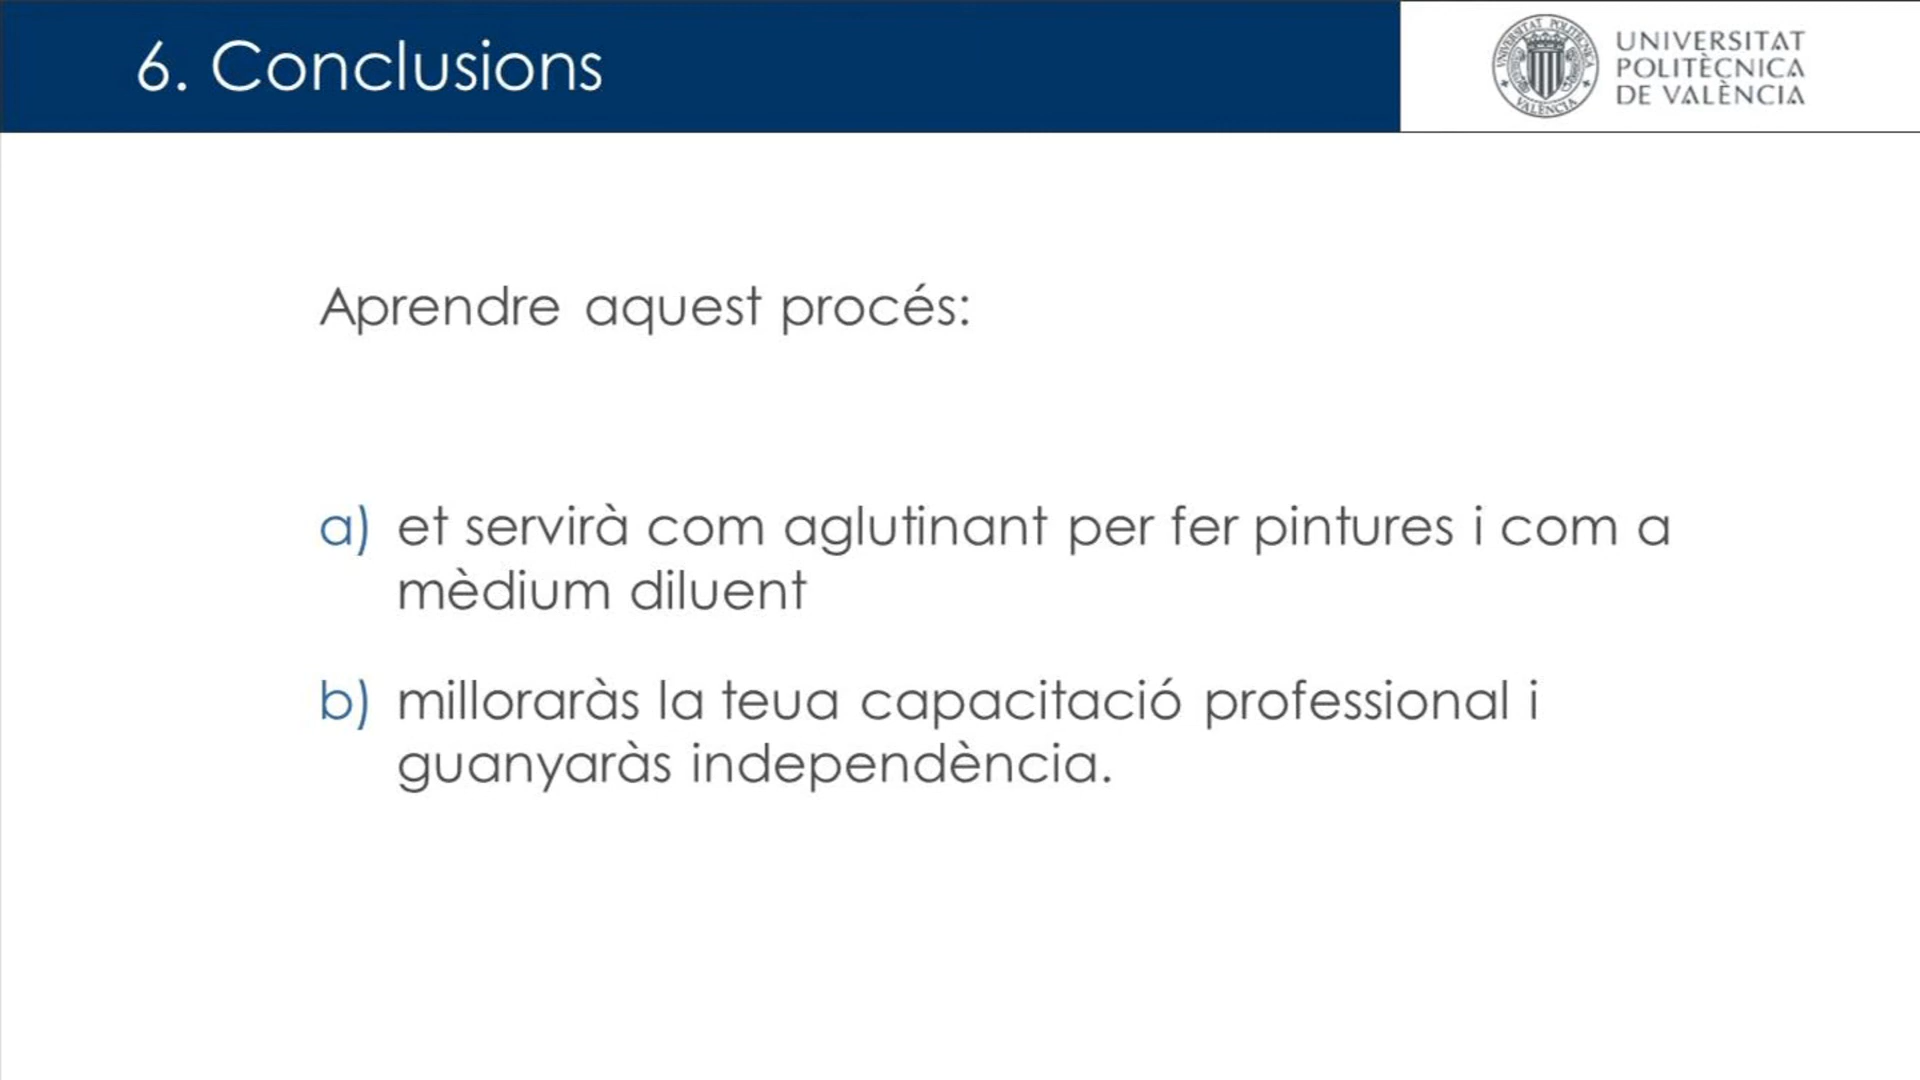 6. Conclusions
UNIVERSITAT
POLITÈCNICA
DE VALÈNCIA
Aprendre aquest procés:
a) et servirà com aglutinant per fer pintures i com a
mèdium diluent
b) milloraràs la teua capacitació professional i
guanyaràs independència.